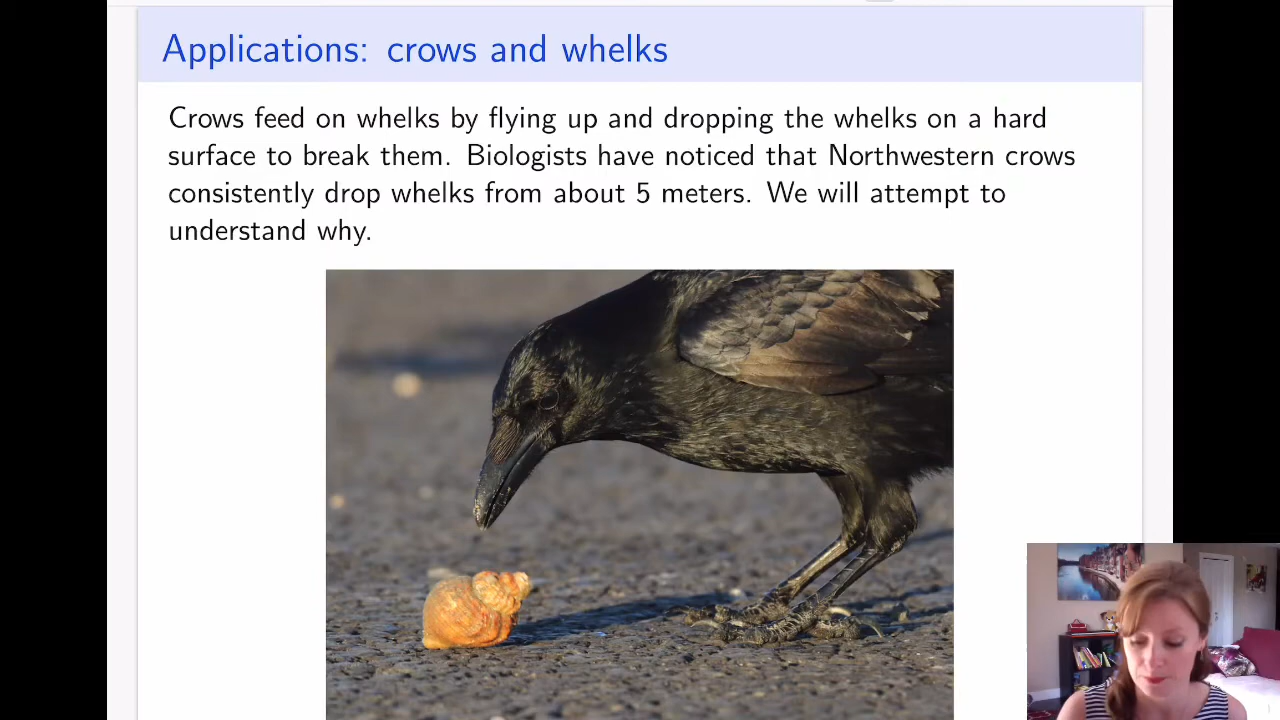 Applications: crows and whelks
Crows feed on whelks by flying up and dropping the whelks on a hard
surface to break them. Biologists have noticed that Northwestern crows
consistently drop whelks from about 5 meters. We will attempt to
understand why.